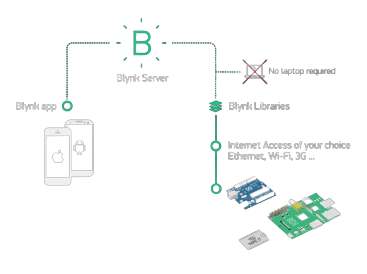 B
Blynk Server
No laptop required
Blynk app
Blynk Libraries
Internet Access of your choice
Ethernet, Wi-Fi, 3G ...